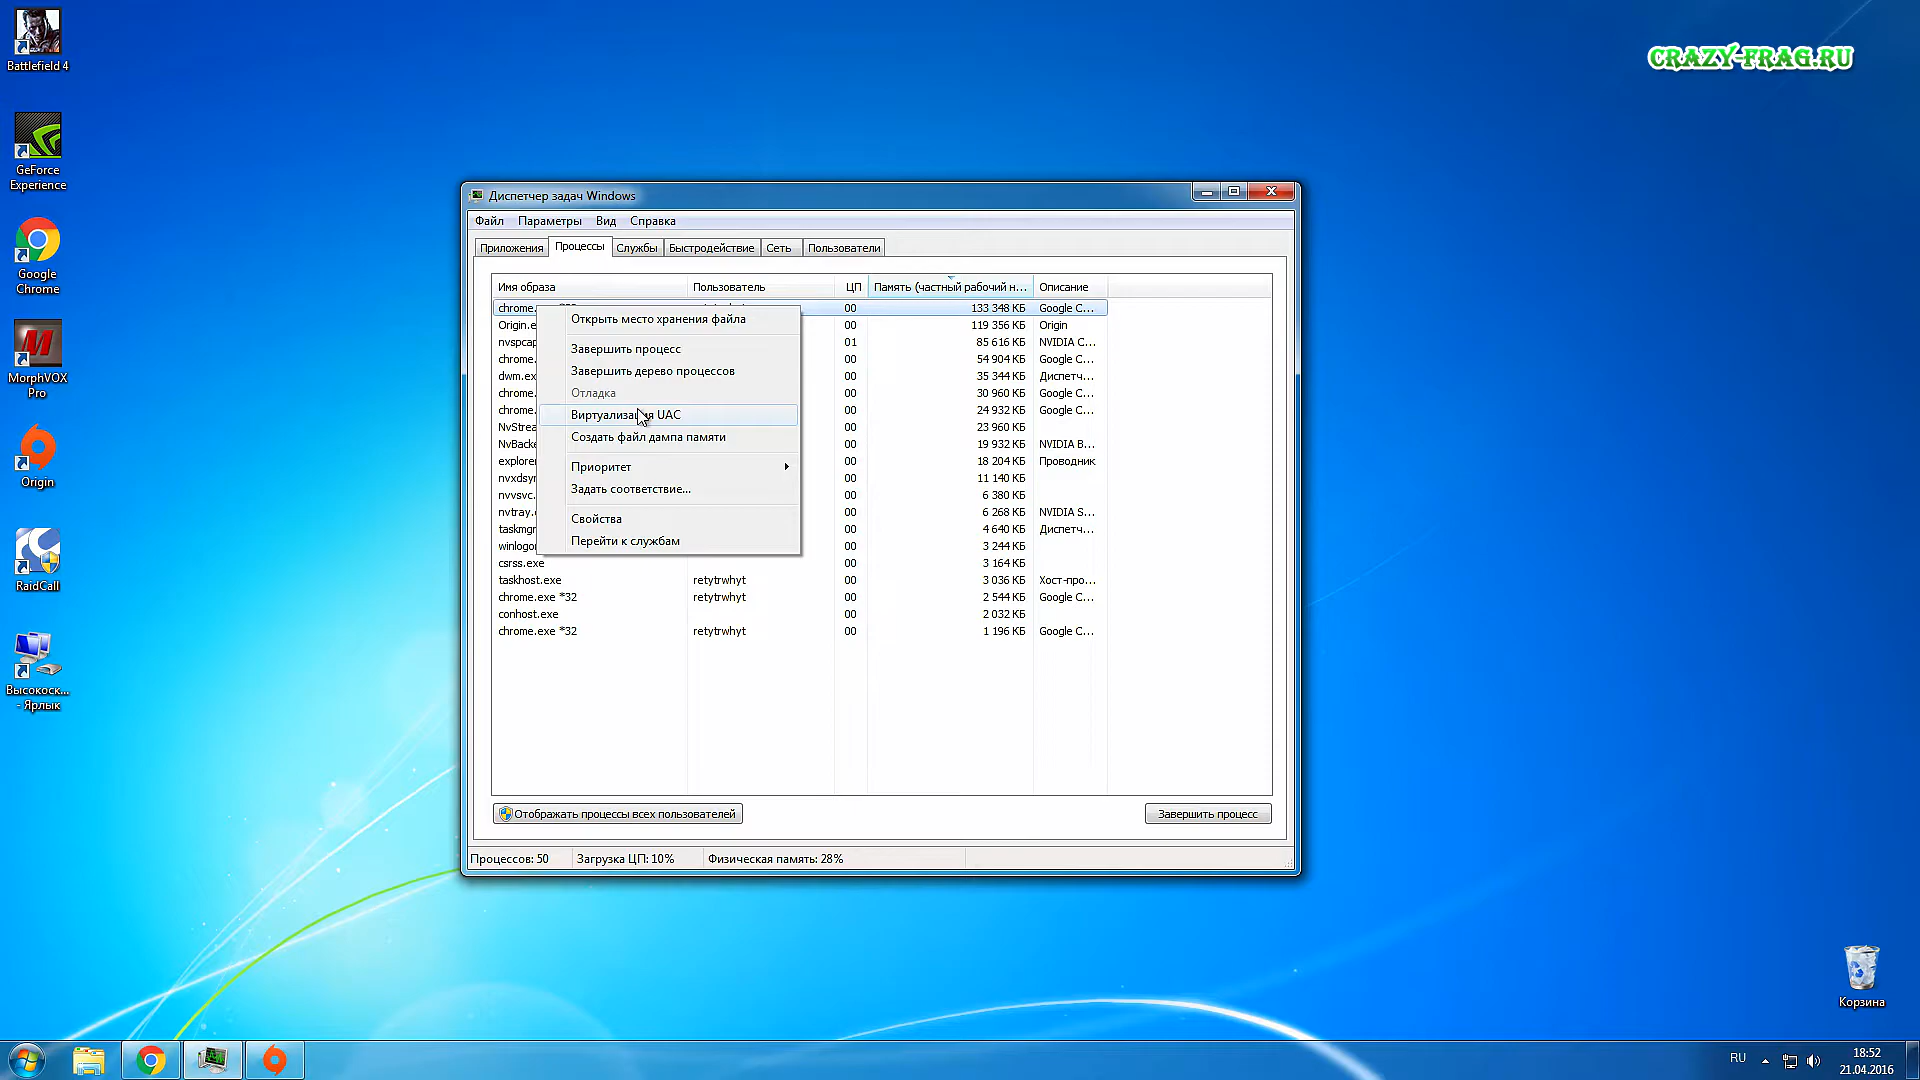 Battlefield 4
GeForce
Experience
Google
Chrome
MorphVOX
Pro
Origin
RaidCall
Высокоск...
- Ярлык
CRAZY-FRAG.RU
Диспетчер задач Windows
Файл Параметры Вид Справка
Приложения Процессы Службы Быстродействие Сеть Пользователи
Имя образа Пользователь ЦП Память (частный рабочий н... Описание
chrome. 00 133 348 КБ Google C...
Origin.e 00 119 356 КБ Origin
nvspcap 01 85 616 КБ NVIDIA C...
chrome. 00 54 904 КБ Google C...
dwm.ex 00 35 344 КБ Диспетч...
chrome. 00 30 960 КБ Google C...
chrome. 00 24 932 КБ Google C...
NvStrea 00 23 960 КБ
NvBacke 00 19 932 КБ NVIDIA B...
explorer 00 18 204 КБ Проводник
nvxdsyn 00 11 140 КБ
nvvsvc. 00 6 380 КБ
nvtray. 00 6 268 КБ NVIDIA S...
taskmgr 00 4 640 КБ Диспетч...
winlogo 00 3 244 КБ
csrss.exe 00 3 164 КБ
taskhost.exe retytrwhyt 00 3 036 КБ Хост-про...
chrome.exe *32 retytrwhyt 00 2 544 КБ Google C...
conhost.exe 00 2 032 КБ
chrome.exe *32 retytrwhyt 00 1 196 КБ Google C...
Открыть место хранения файла
Завершить процесс
Завершить дерево процессов
Отладка
Виртуализация UAC
Создать файл дампа памяти
Приоритет
Задать соответствие...
Свойства
Перейти к службам
Отображать процессы всех пользователей
Завершить процесс
Процессов: 50 Загрузка ЦП: 10% Физическая память: 28%
Корзина
RU
18:52
21.04.2016